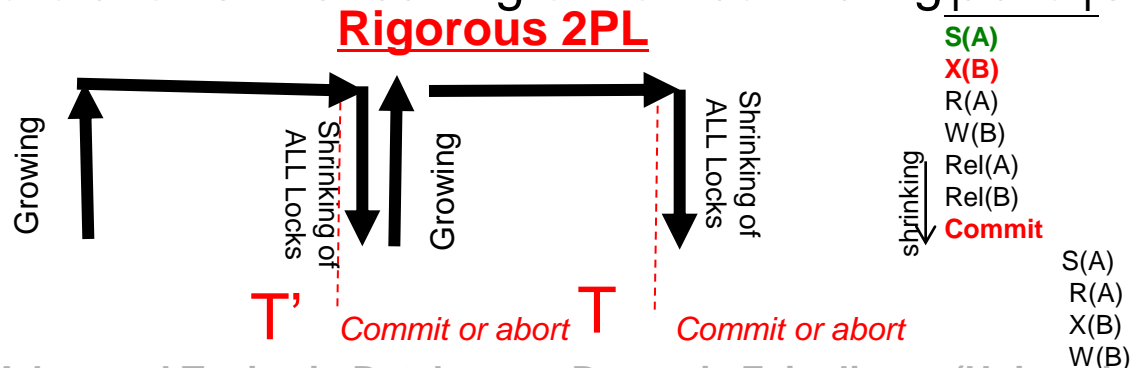 Rigorous 2PL
Growing
Shrinking of
ALL Locks
Growing
Shrinking of
ALL Locks
T’
Commit or abort
T
Commit or abort
S(A)
X(B)
R(A)
W(B)
Rel(A)
Rel(B)
Commit
shrinking
S(A)
R(A)
X(B)
W(B)